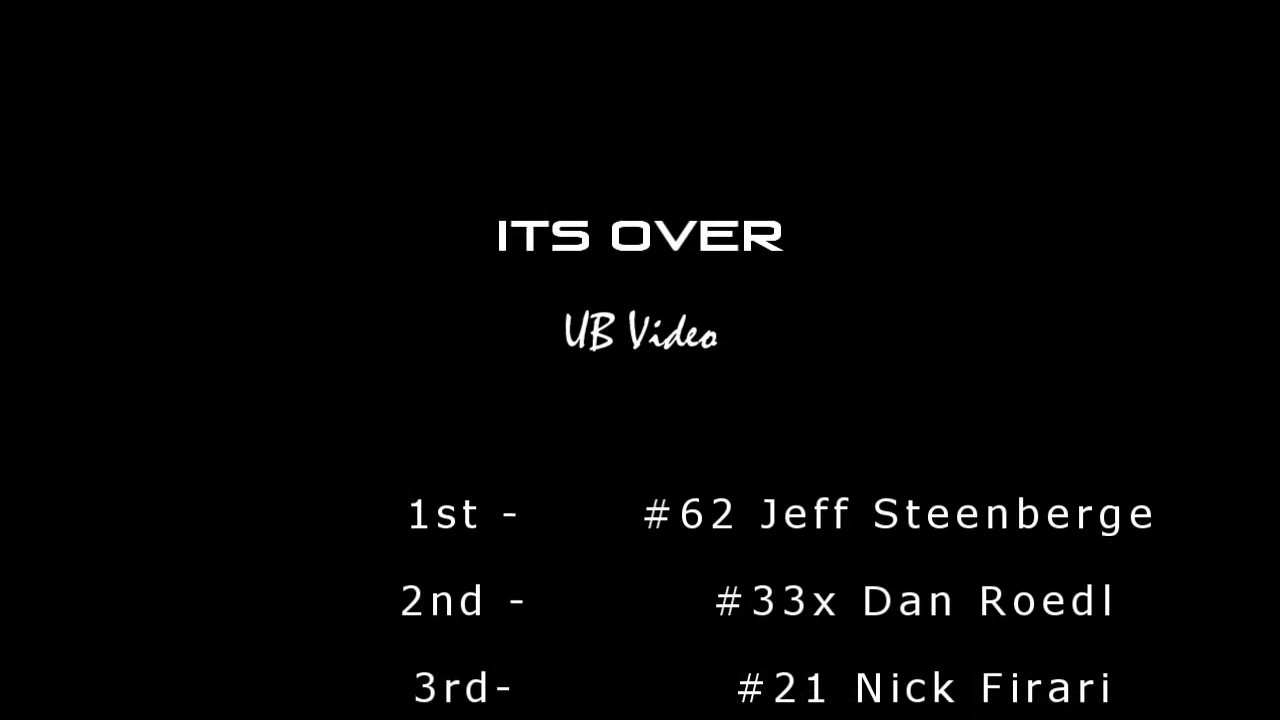 ITS OVER
UB Video
1st - #62 Jeff Steenberge
2nd - #33x Dan Roedl
3rd- #21 Nick Firari